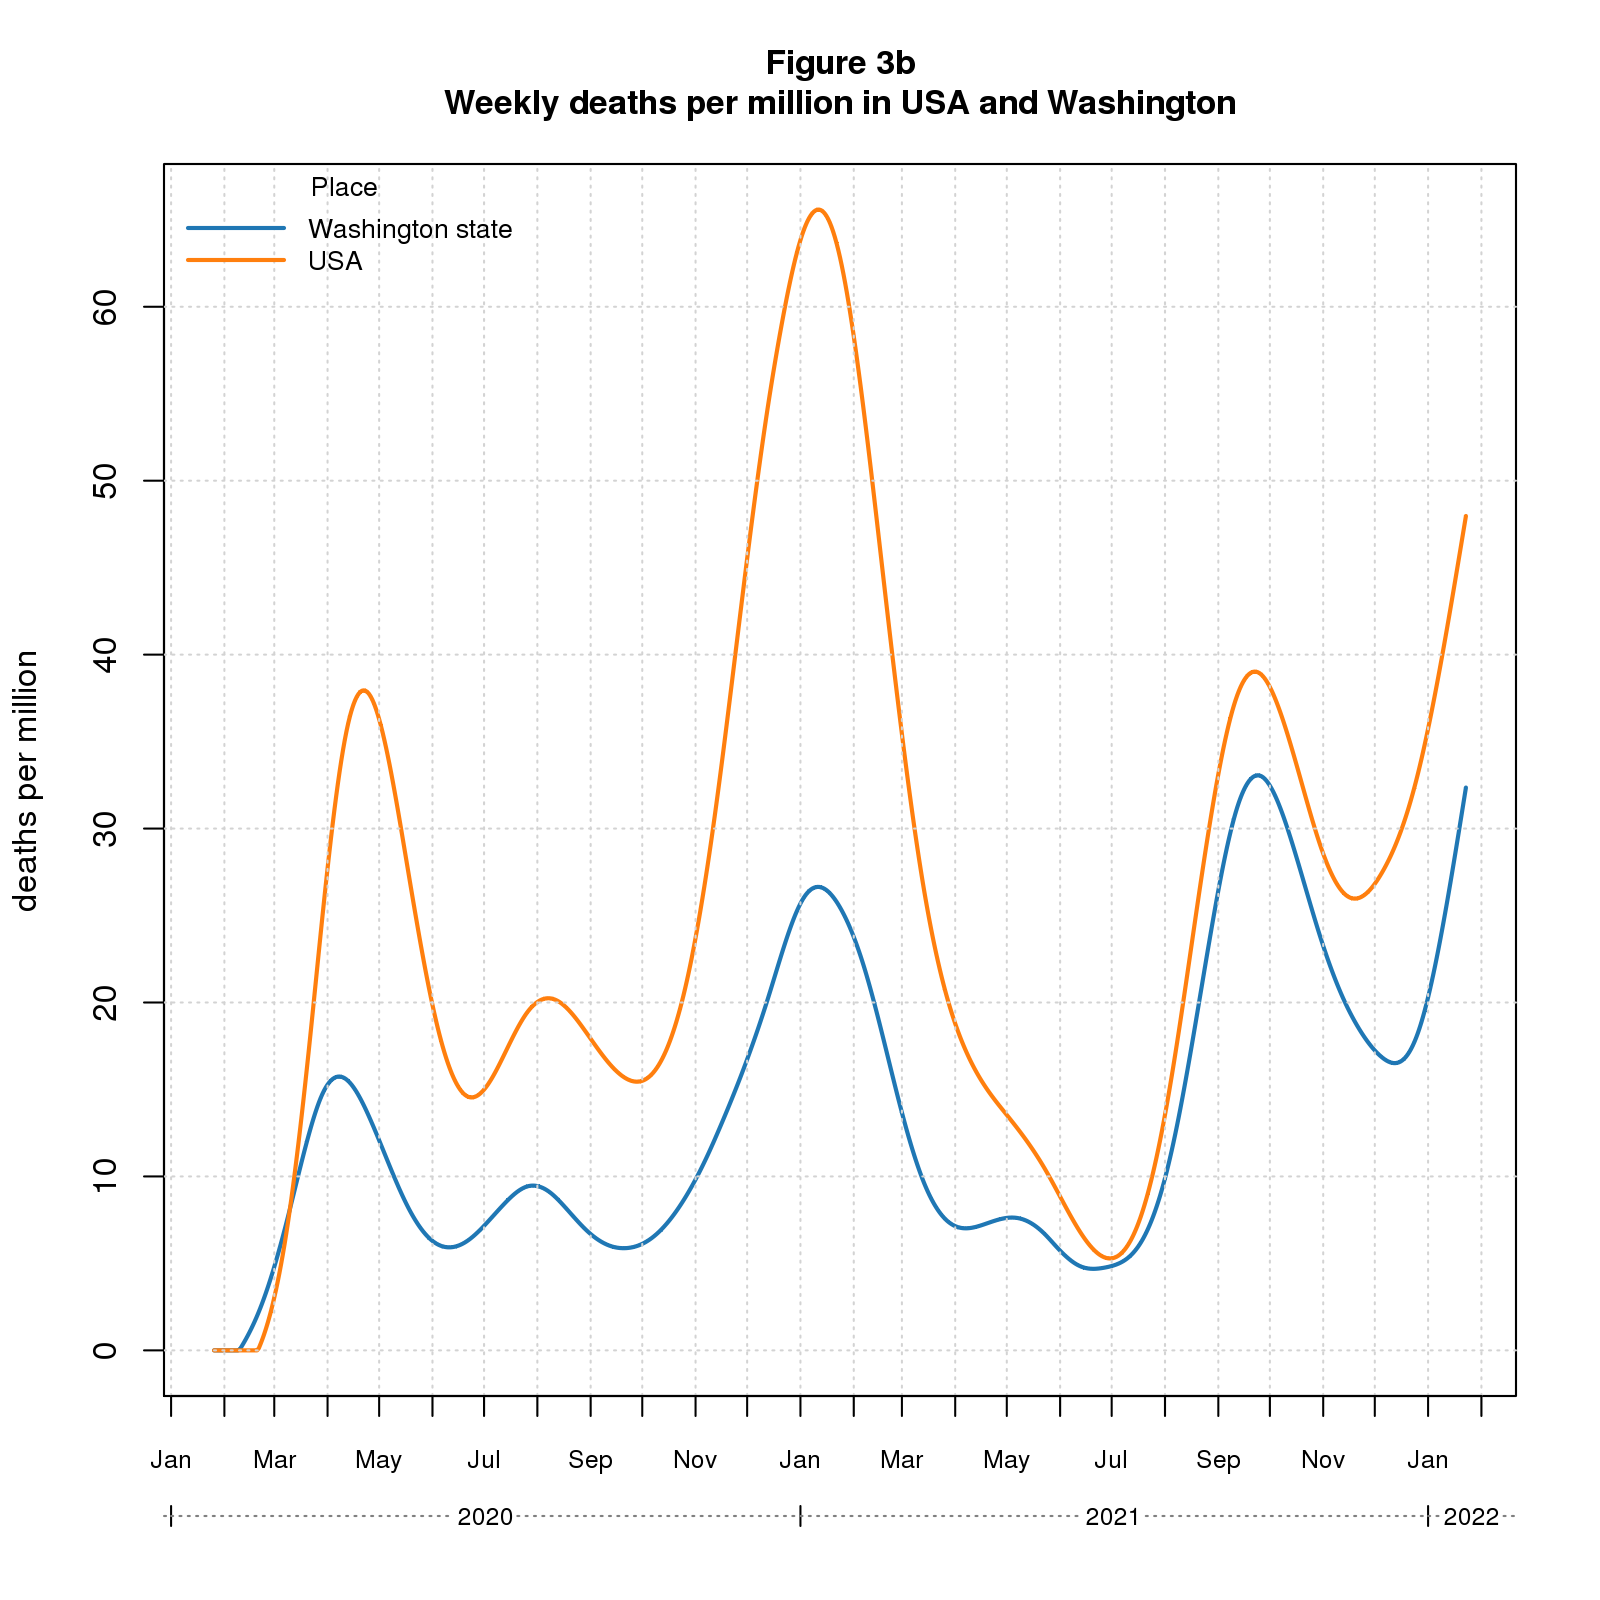 Figure 3b
Weekly deaths per million in USA and Washington
Place
Washington state
USA
deaths per million
60
50
40
30
20
10
0
Jan Mar May Jul Sep Nov Jan Mar May Jul Sep Nov Jan
2020 2021 2022